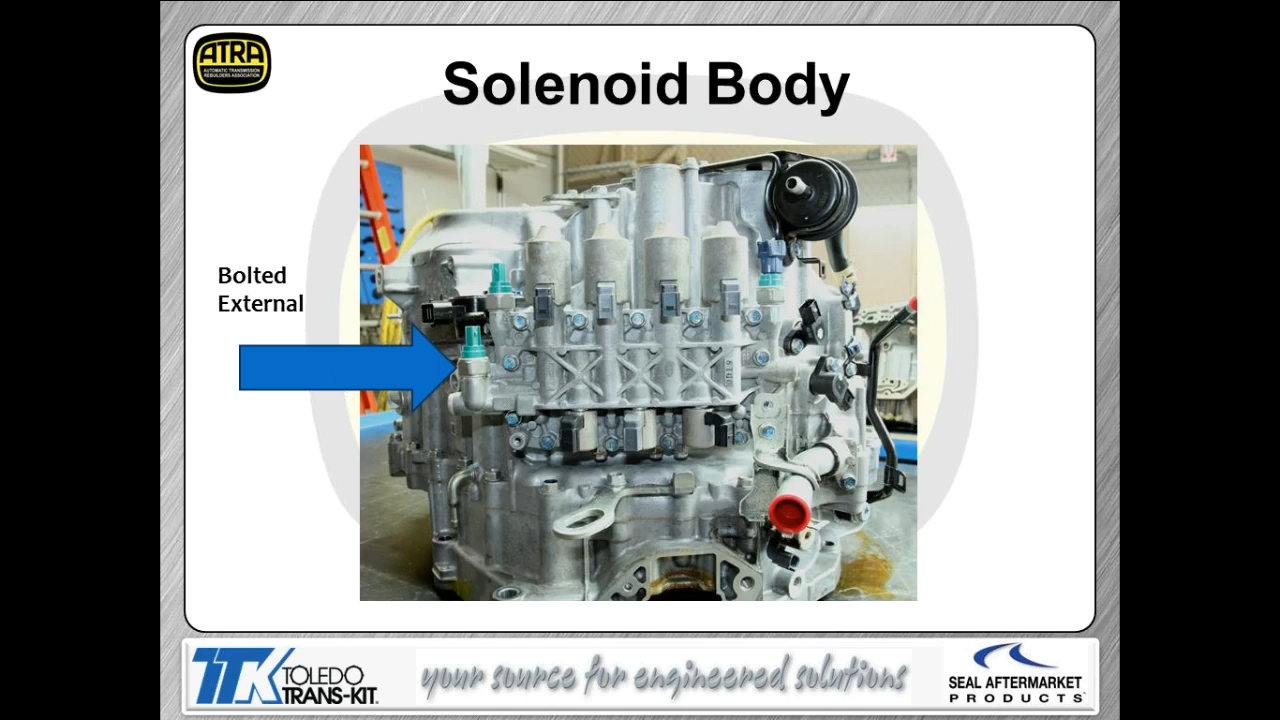 ATRA
AUTOMATIC TRANSMISSION
REBUILDERS ASSOCIATION
Solenoid Body
Bolted
External
TTK TOLEDO
TRANS-KIT.
your source for engineered solutions
SEAL AFTERMARKET
PRODUCTS